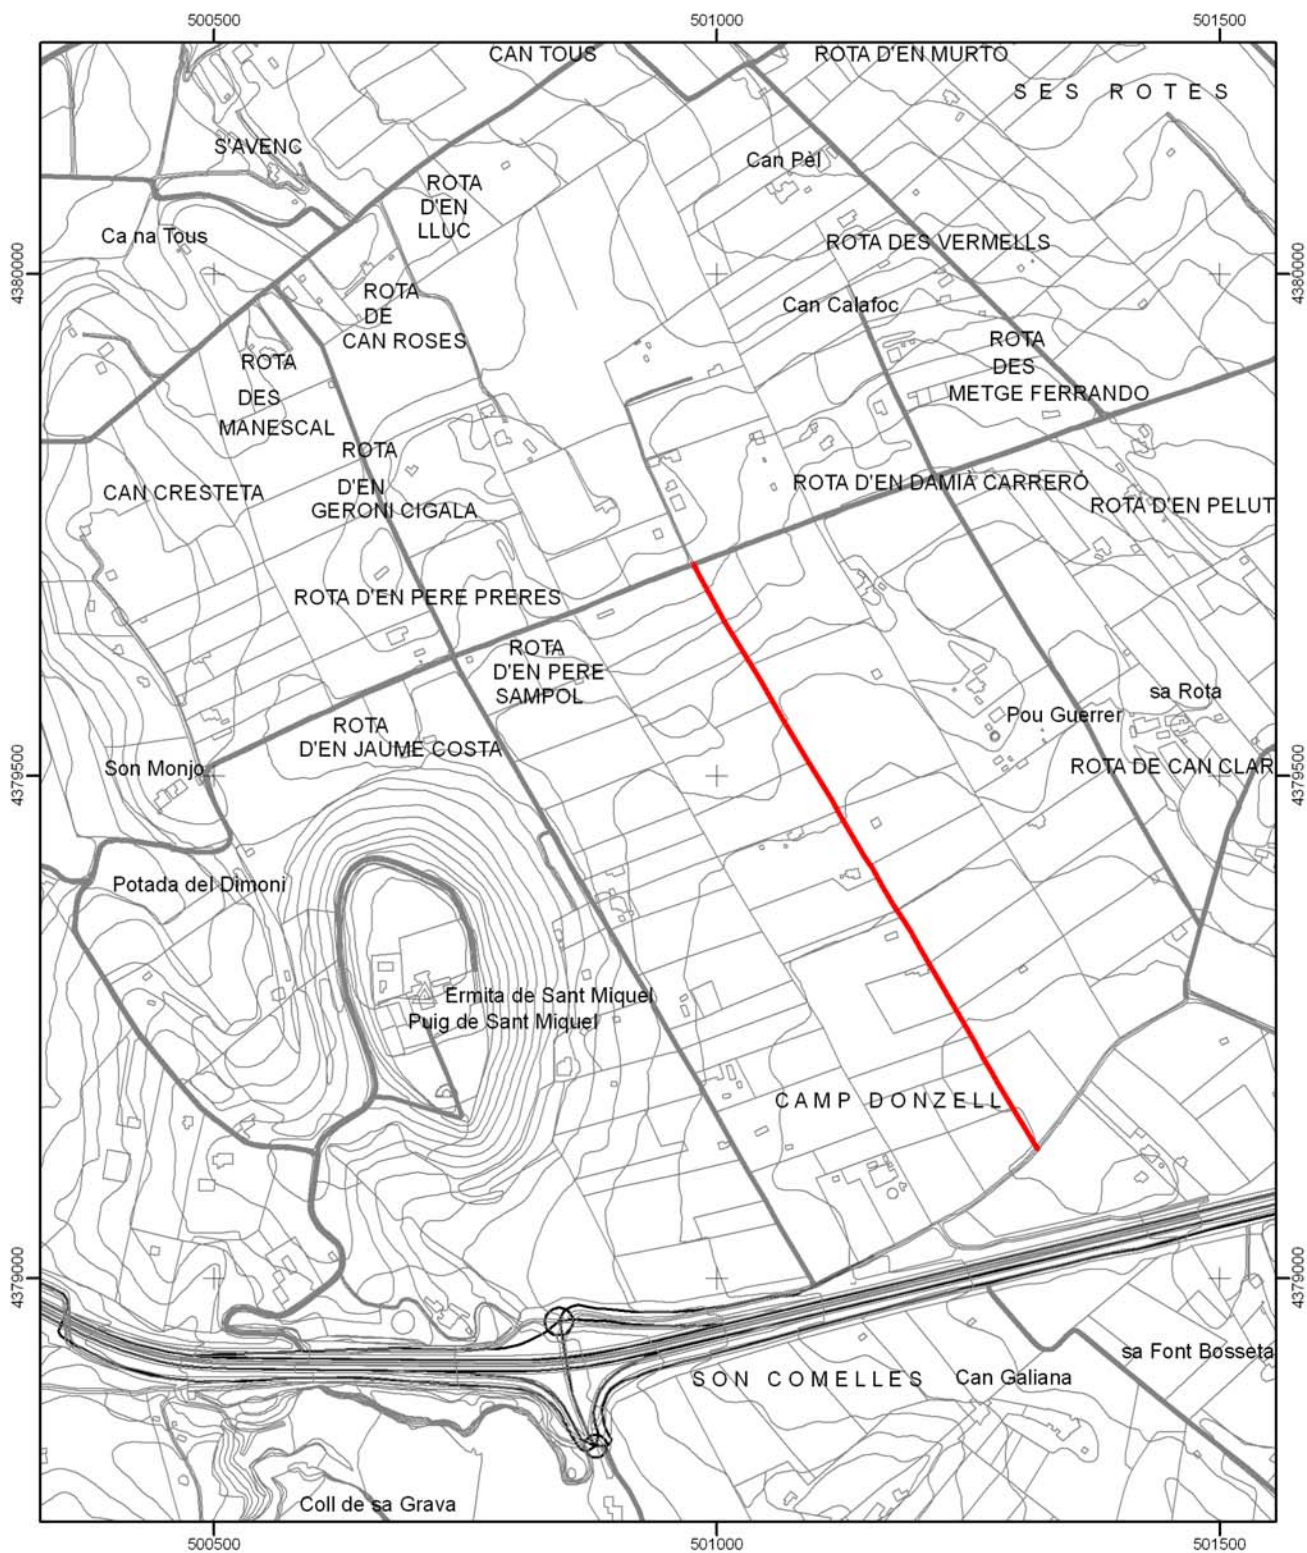 500500
501000
501500
CAN TOUS
ROTA D'EN MURTO
SES ROTES
S'AVENC
Can Pèl
ROTA
D'EN
LLUC
Ca na Tous
ROTA DES VERMELLS
4380000
4380000
ROTA
DE
CAN ROSES
Can Calafoc
ROTA
DES
METGE FERRANDO
ROTA
DES
MANESCAL
ROTA
D'EN
GERONI CIGALA
CAN CRESTETA
ROTA D'EN DAMIÀ CARRERÓ
ROTA D'EN PELUT
ROTA D'EN PERE PRERES
ROTA
D'EN PERE
SAMPOL
sa Rota
Pou Guerrer
ROTA
D'EN JAUME COSTA
Son Monjo
ROTA DE CAN CLAR
4379500
4379500
Potada del Dimoni
Ermita de Sant Miquel
Puig de Sant Miquel
CAMP DONZELL
4379000
4379000
sa Font Bosseta
SON COMELLES
Can Galiana
Coll de sa Grava
500500
501000
501500